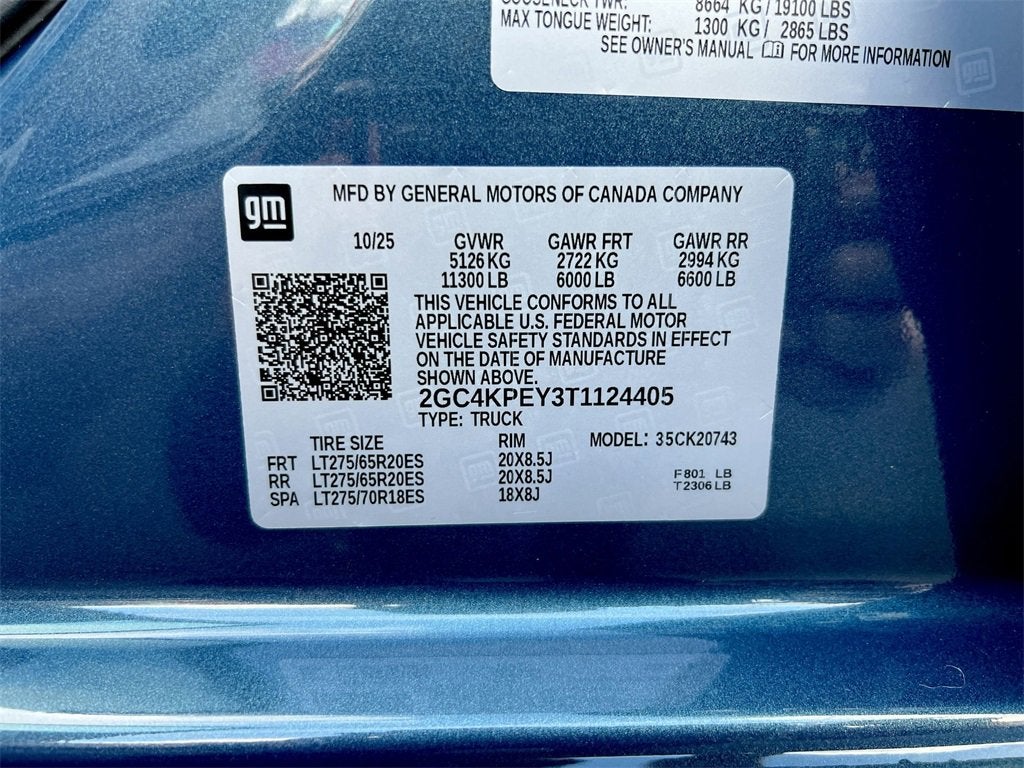 GOOSENECK TWR: 8664 KG/19100 LBS
MAX TONGUE WEIGHT: 1300 KG/ 2865 LBS
SEE OWNER'S MANUAL FOR MORE INFORMATION
gm
gm
MFD BY GENERAL MOTORS OF CANADA COMPANY
10/25 GVWR GAWR FRT GAWR RR
5126 KG 2722 KG 2994 KG
11300 LB 6000 LB 6600 LB
THIS VEHICLE CONFORMS TO ALL
APPLICABLE U.S. FEDERAL MOTOR
VEHICLE SAFETY STANDARDS IN EFFECT
ON THE DATE OF MANUFACTURE
SHOWN ABOVE.
2GC4KPEY3T1124405
TYPE: TRUCK
TIRE SIZE RIM MODEL: 35CK20743
FRT LT275/65R20ES 20X8.5J
RR LT275/65R20ES 20X8.5J
SPA LT275/70R18ES 18X8J
F801 LB
T2306 LB